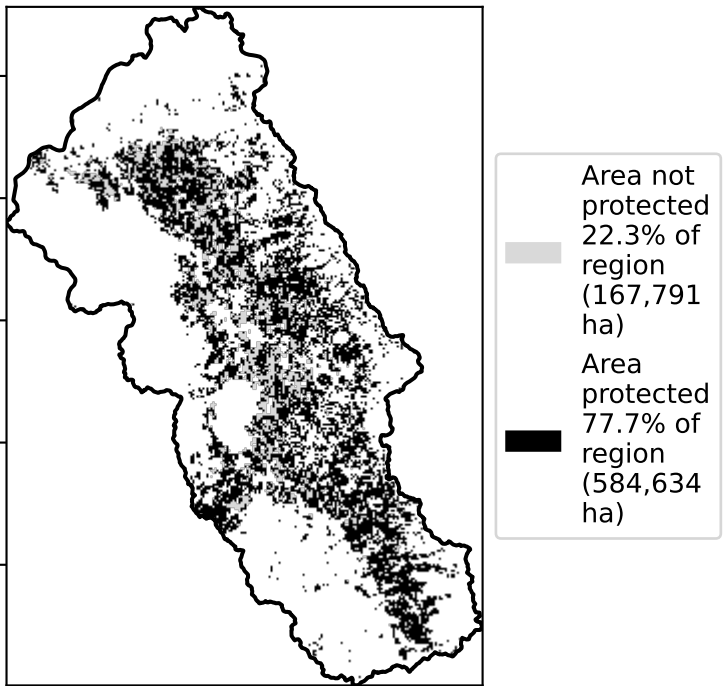 Area not
protected
22.3% of
region
(167,791
ha)
Area
protected
77.7% of
region
(584,634
ha)